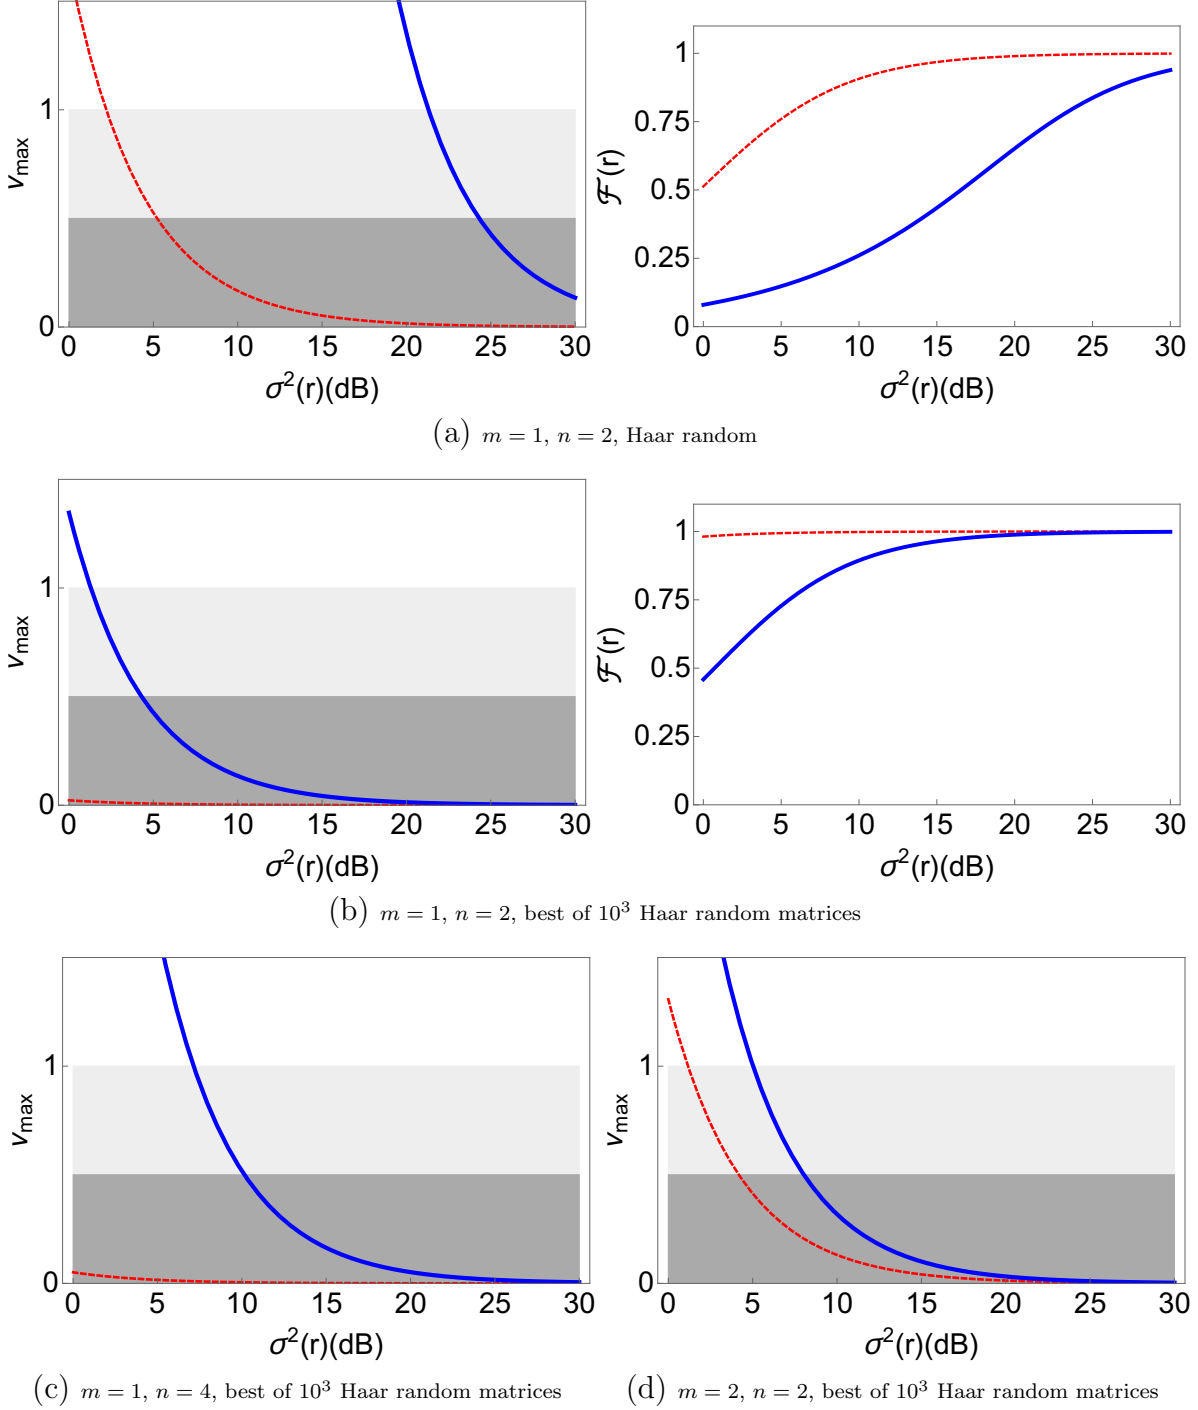 1
0
ν_max
0 5 10 15 20 25 30
σ²(r)(dB)
1
0.75
0.5
0.25
0
ℱ(r)
0 5 10 15 20 25 30
σ²(r)(dB)
(a) m = 1, n = 2, Haar random
1
0
ν_max
0 5 10 15 20 25 30
σ²(r)(dB)
1
0.75
0.5
0.25
0
ℱ(r)
0 5 10 15 20 25 30
σ²(r)(dB)
(b) m = 1, n = 2, best of 10³ Haar random matrices
1
0
ν_max
0 5 10 15 20 25 30
σ²(r)(dB)
(c) m = 1, n = 4, best of 10³ Haar random matrices
1
0
ν_max
0 5 10 15 20 25 30
σ²(r)(dB)
(d) m = 2, n = 2, best of 10³ Haar random matrices